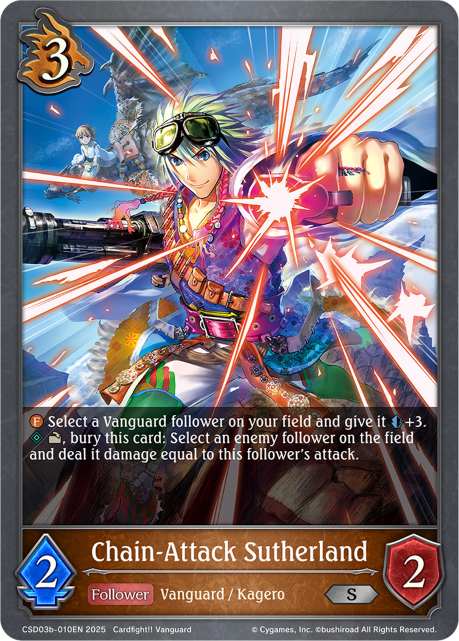 3
Select a Vanguard follower on your field and give it +3.
, bury this card: Select an enemy follower on the field
and deal it damage equal to this follower's attack.
Chain-Attack Sutherland
2
Follower Vanguard / Kagero S
2
CSD03b-010EN 2025 Cardfight!! Vanguard © Cygames, Inc. ©bushiroad All Rights Reserved.